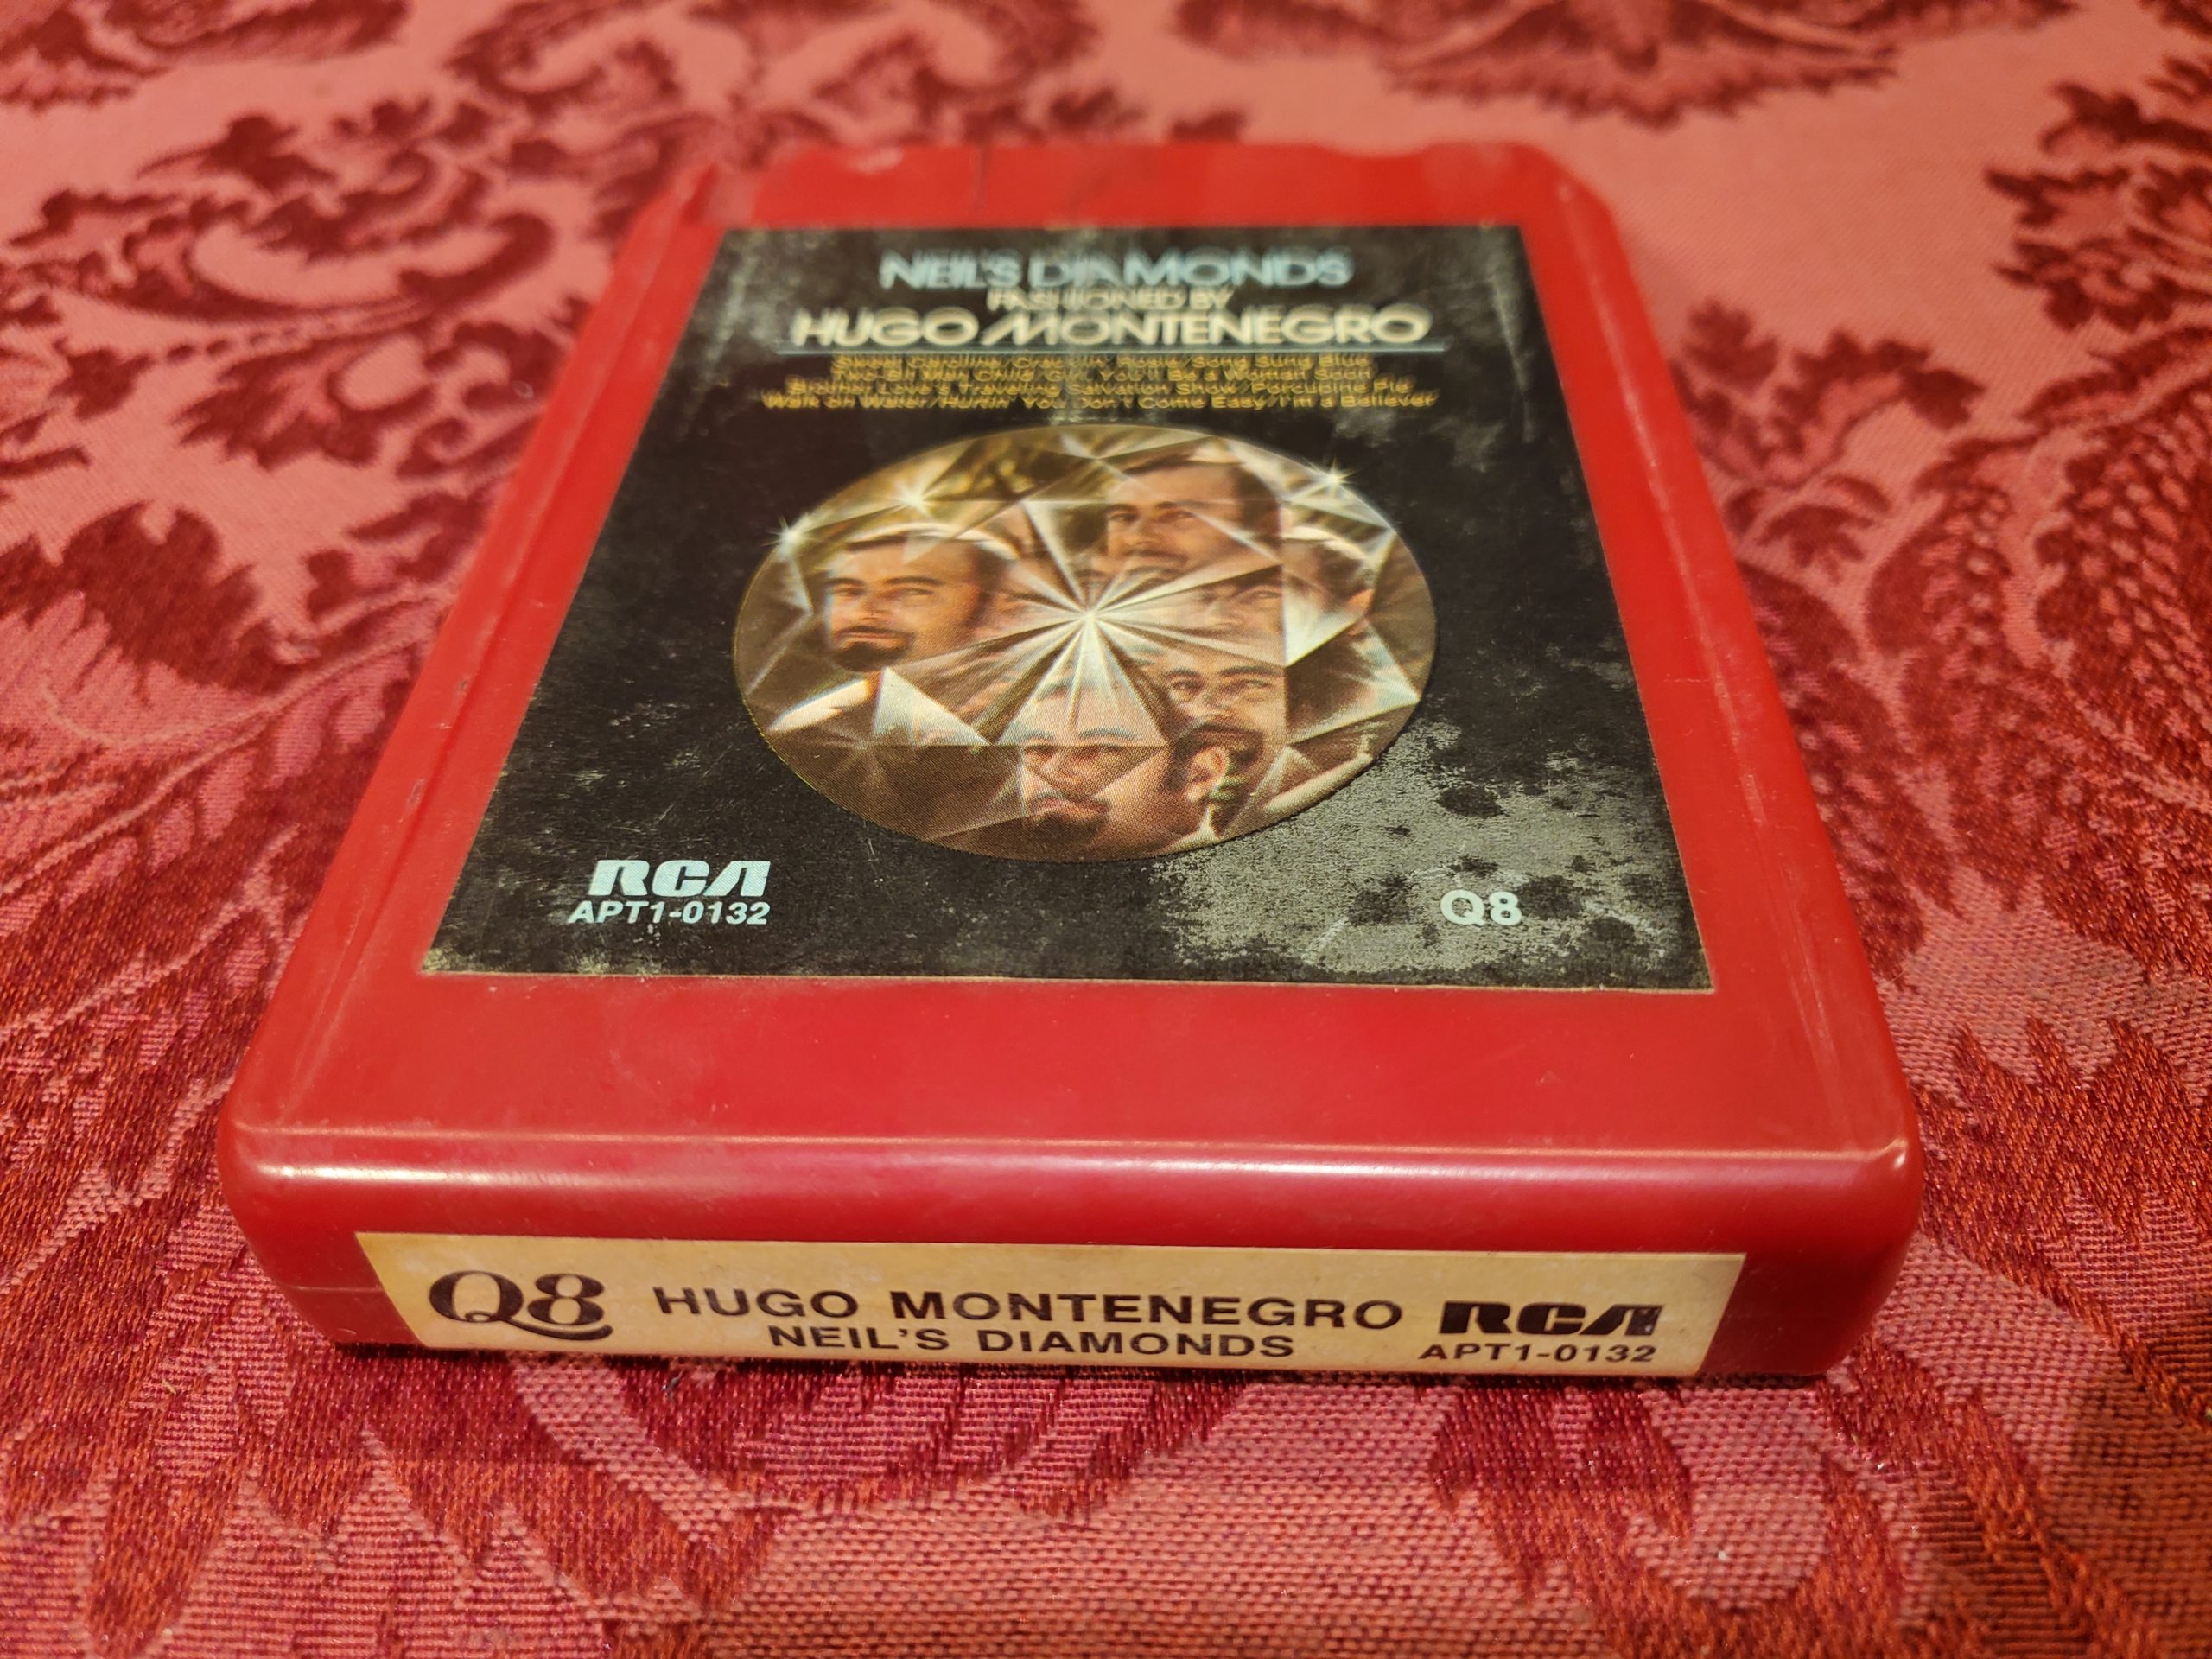 NEIL'S DIAMONDS
FASHIONED BY
HUGO MONTENEGRO
Sweet Caroline/Cracklin' Rosie/Song Sung Blue
Two-Bit Manchild/Girl, You'll Be a Woman Soon
Brother Love's Traveling Salvation Show/Porcupine Pie
Walk on Water/Hurtin' You Don't Come Easy/I'm a Believer
RCA
APT1-0132
Q8
Q8 HUGO MONTENEGRO RCA
NEIL'S DIAMONDS APT1-0132